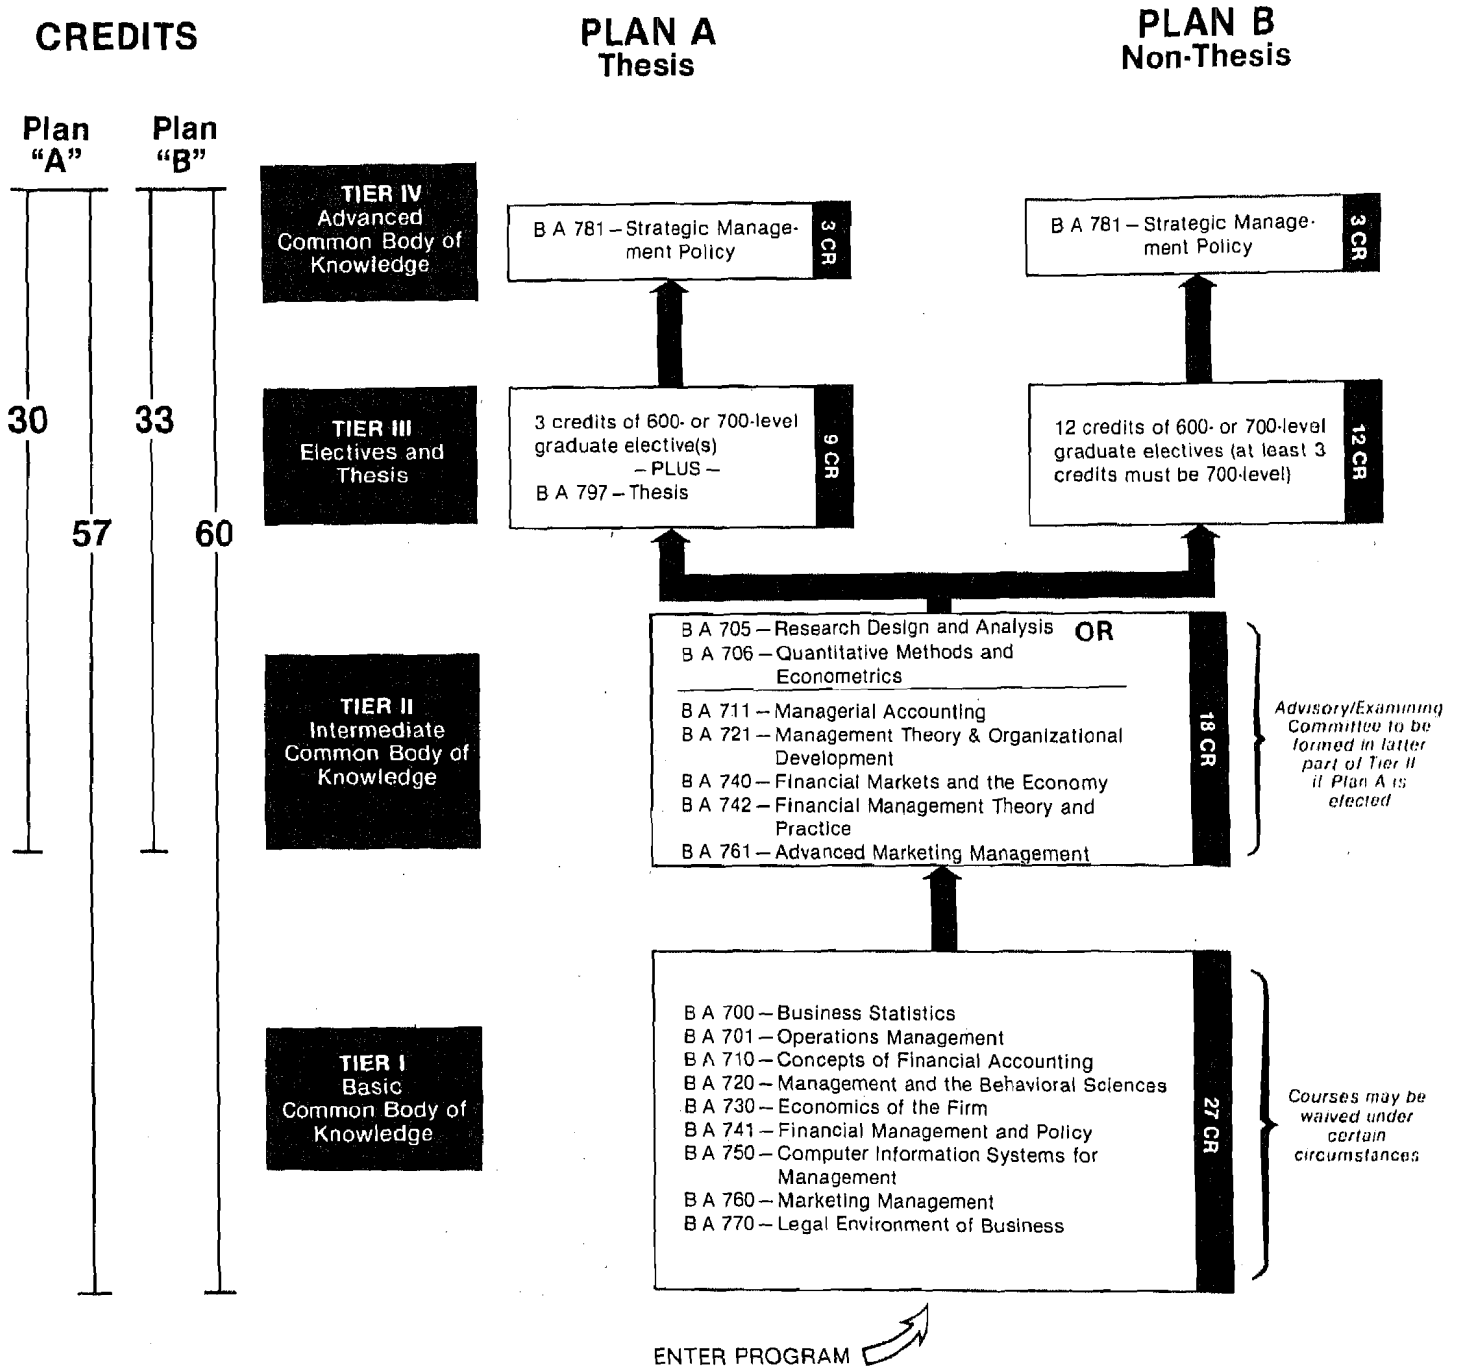 CREDITS
PLAN A
Thesis
PLAN B
Non-Thesis
Plan
"A"
Plan
"B"
30
57
33
60
TIER IV
Advanced
Common Body of
Knowledge
B A 781 – Strategic Manage-
ment Policy
3 CR
B A 781 – Strategic Manage-
ment Policy
3 CR
TIER III
Electives and
Thesis
3 credits of 600- or 700-level
graduate elective(s)
– PLUS –
B A 797 – Thesis
9 CR
12 credits of 600- or 700-level
graduate electives (at least 3
credits must be 700-level)
12 CR
TIER II
Intermediate
Common Body of
Knowledge
B A 705 – Research Design and Analysis OR
B A 706 – Quantitative Methods and
Econometrics
B A 711 – Managerial Accounting
B A 721 – Management Theory & Organizational
Development
B A 740 – Financial Markets and the Economy
B A 742 – Financial Management Theory and
Practice
B A 761 – Advanced Marketing Management
18 CR
Advisory/Examining
Committee to be
formed in latter
part of Tier II
if Plan A is
elected
TIER I
Basic
Common Body of
Knowledge
B A 700 – Business Statistics
B A 701 – Operations Management
B A 710 – Concepts of Financial Accounting
B A 720 – Management and the Behavioral Sciences
B A 730 – Economics of the Firm
B A 741 – Financial Management and Policy
B A 750 – Computer Information Systems for
Management
B A 760 – Marketing Management
B A 770 – Legal Environment of Business
27 CR
Courses may be
waived under
certain
circumstances
ENTER PROGRAM